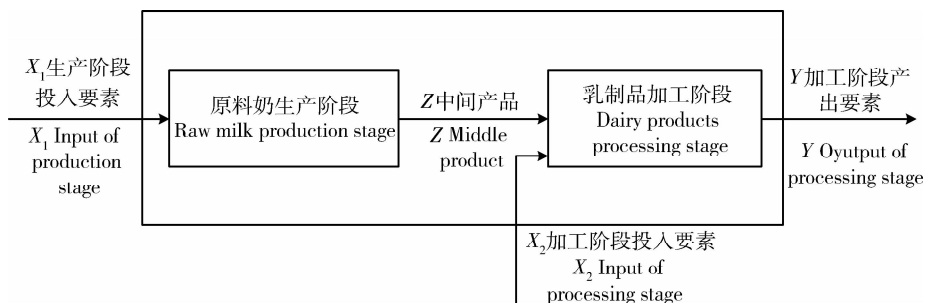 X₁生产阶段
投入要素
X₁ Input of
production
stage
原料奶生产阶段
Raw milk production stage
Z中间产品
Z Middle
product
乳制品加工阶段
Dairy products
processing stage
Y加工阶段产
出要素
Y Oyutput of
processing stage
X₂加工阶段投入要素
X₂ Input of
processing stage